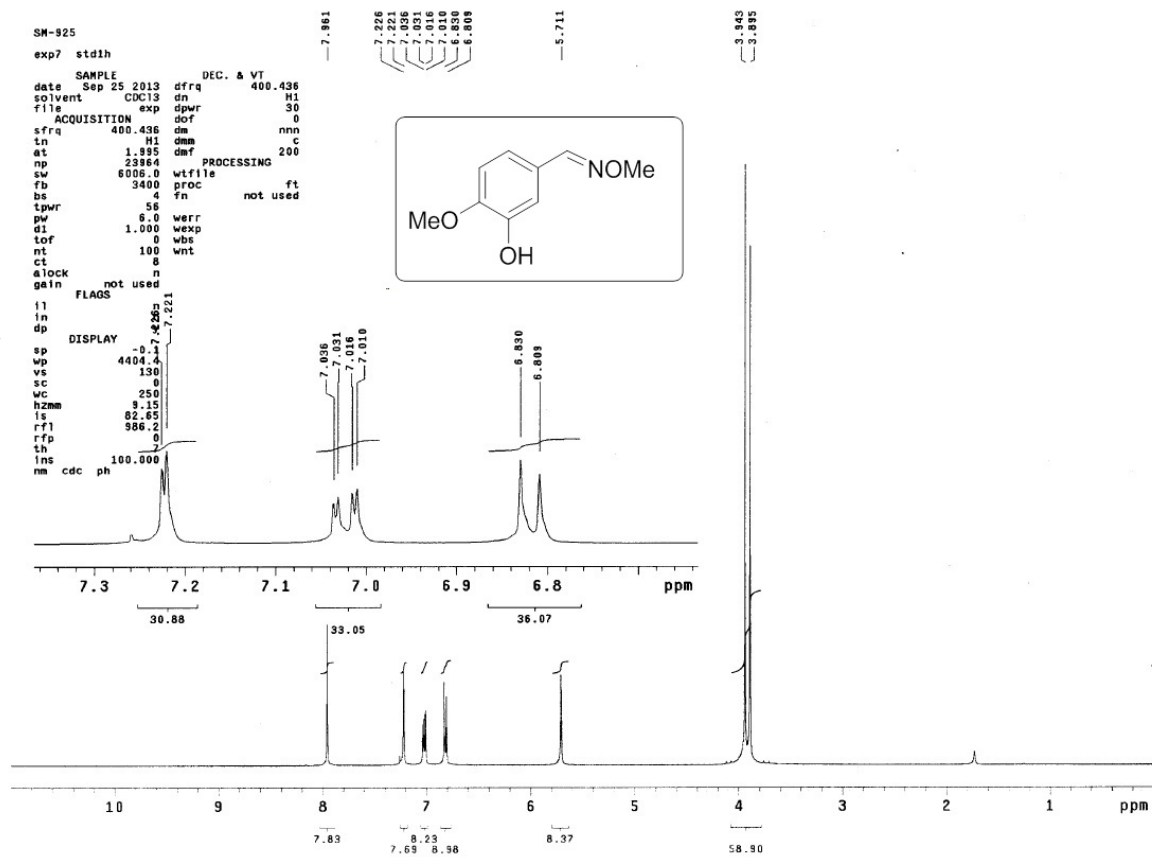 SM-925
exp7 std1h
SAMPLE DEC. & VT
date Sep 25 2013 dfrq 400.436
solvent CDCl3 dn H1
file exp dpwr 30
ACQUISITION dof 0
sfrq 400.436 dm nnn
tn H1 dmm c
at 1.995 dmf 200
np 23964 PROCESSING
sw 6006.0 wtfile
fb 3400 proc ft
bs 4 fn not used
tpwr 56
pw 6.0 werr
d1 1.000 wexp
tof 0 wbs
nt 100 wnt
ct 8
alock n
gain not used
FLAGS
il n
in
dp
DISPLAY
sp -0.1
wp 4404.4
vs 130
sc 0
wc 250
hzmm 9.15
is 82.65
rfl 986.2
rfp 0
th 7
ins 100.000
nm cdc ph
7.961
7.226
7.221
7.036
7.031
7.016
7.010
6.830
6.809
5.711
3.943
3.895
NOMe
MeO
OH
7.226
7.221
7.036
7.031
7.016
7.010
6.830
6.809
7.3 7.2 7.1 7.0 6.9 6.8 ppm
30.88 33.05 36.07
10 9 8 7 6 5 4 3 2 1 ppm
7.83 7.69 8.23 8.98 8.37 58.90